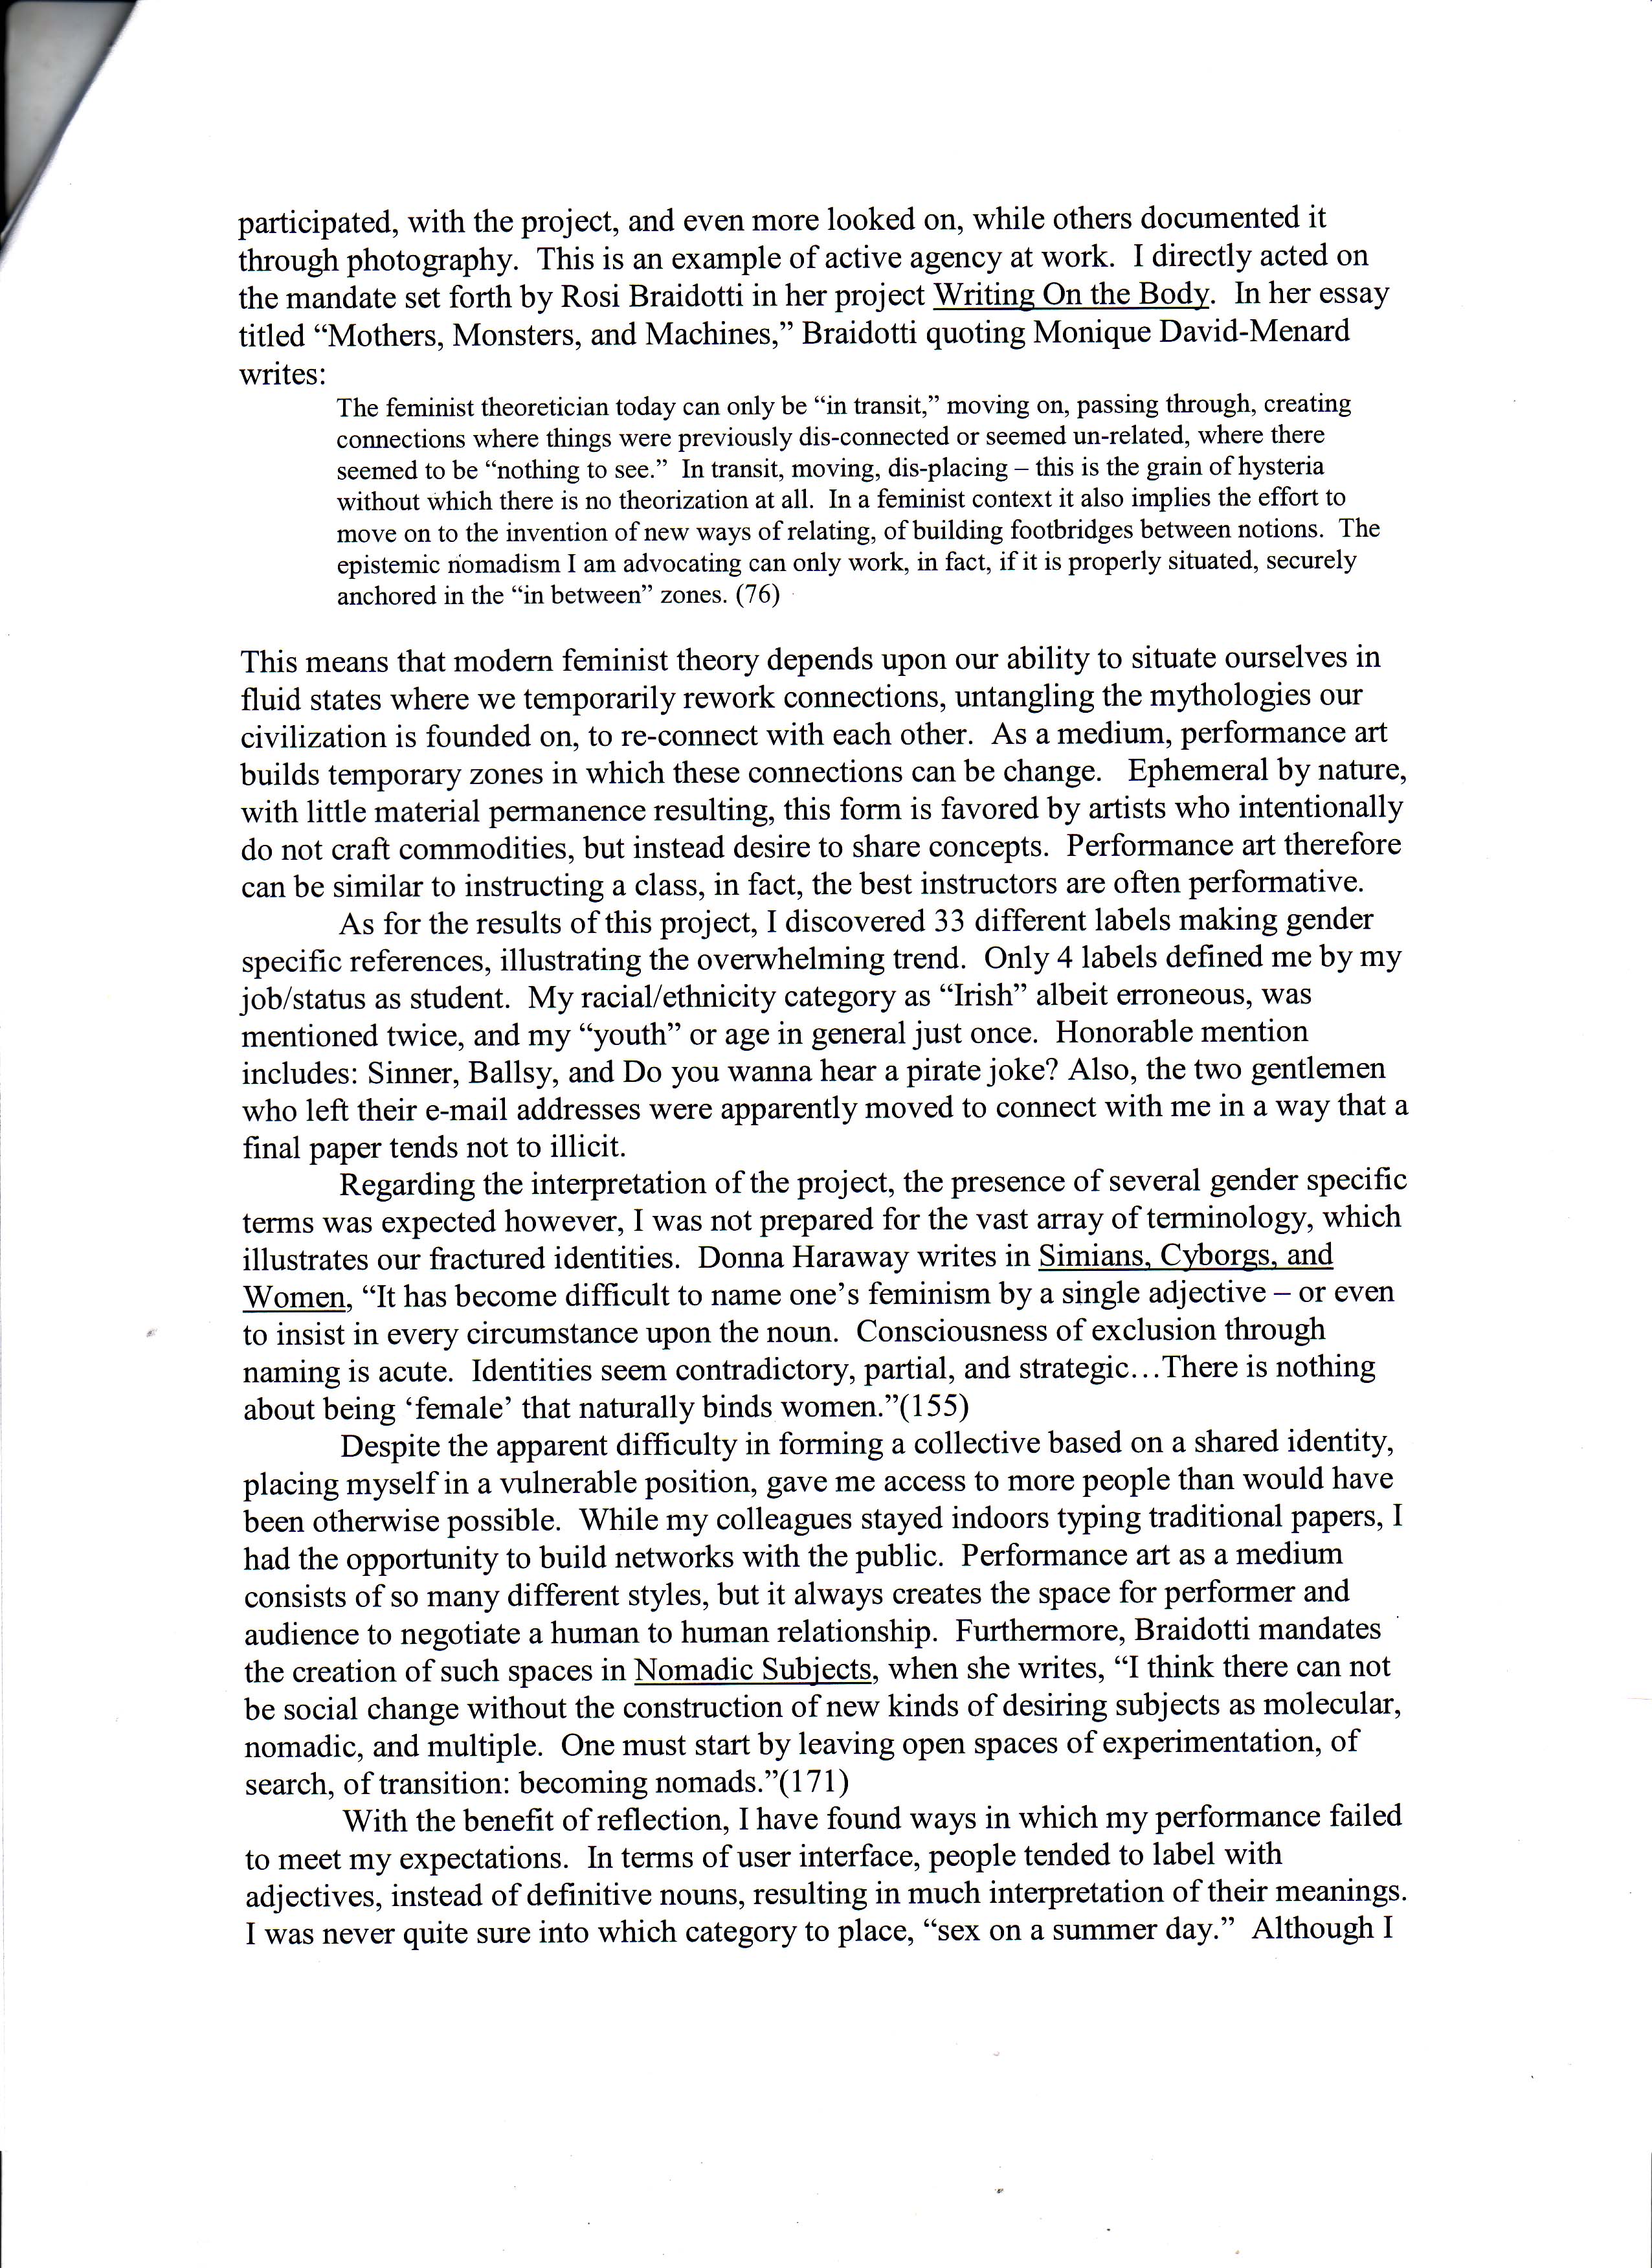 participated, with the project, and even more looked on, while others documented it
through photography.  This is an example of active agency at work.  I directly acted on
the mandate set forth by Rosi Braidotti in her project Writing On the Body.  In her essay
titled “Mothers, Monsters, and Machines,” Braidotti quoting Monique David-Menard
writes:
The feminist theoretician today can only be “in transit,” moving on, passing through, creating
connections where things were previously dis-connected or seemed un-related, where there
seemed to be “nothing to see.”  In transit, moving, dis-placing – this is the grain of hysteria
without which there is no theorization at all.  In a feminist context it also implies the effort to
move on to the invention of new ways of relating, of building footbridges between notions.  The
epistemic nomadism I am advocating can only work, in fact, if it is properly situated, securely
anchored in the “in between” zones. (76)
This means that modern feminist theory depends upon our ability to situate ourselves in
fluid states where we temporarily rework connections, untangling the mythologies our
civilization is founded on, to re-connect with each other.  As a medium, performance art
builds temporary zones in which these connections can be change.   Ephemeral by nature,
with little material permanence resulting, this form is favored by artists who intentionally
do not craft commodities, but instead desire to share concepts.  Performance art therefore
can be similar to instructing a class, in fact, the best instructors are often performative.
As for the results of this project, I discovered 33 different labels making gender
specific references, illustrating the overwhelming trend.  Only 4 labels defined me by my
job/status as student.  My racial/ethnicity category as “Irish” albeit erroneous, was
mentioned twice, and my “youth” or age in general just once.  Honorable mention
includes: Sinner, Ballsy, and Do you wanna hear a pirate joke? Also, the two gentlemen
who left their e-mail addresses were apparently moved to connect with me in a way that a
final paper tends not to illicit.
Regarding the interpretation of the project, the presence of several gender specific
terms was expected however, I was not prepared for the vast array of terminology, which
illustrates our fractured identities.  Donna Haraway writes in Simians, Cyborgs, and
Women, “It has become difficult to name one’s feminism by a single adjective – or even
to insist in every circumstance upon the noun.  Consciousness of exclusion through
naming is acute.  Identities seem contradictory, partial, and strategic…There is nothing
about being ‘female’ that naturally binds women.”(155)
Despite the apparent difficulty in forming a collective based on a shared identity,
placing myself in a vulnerable position, gave me access to more people than would have
been otherwise possible.  While my colleagues stayed indoors typing traditional papers, I
had the opportunity to build networks with the public.  Performance art as a medium
consists of so many different styles, but it always creates the space for performer and
audience to negotiate a human to human relationship.  Furthermore, Braidotti mandates
the creation of such spaces in Nomadic Subjects, when she writes, “I think there can not
be social change without the construction of new kinds of desiring subjects as molecular,
nomadic, and multiple.  One must start by leaving open spaces of experimentation, of
search, of transition: becoming nomads.”(171)
With the benefit of reflection, I have found ways in which my performance failed
to meet my expectations.  In terms of user interface, people tended to label with
adjectives, instead of definitive nouns, resulting in much interpretation of their meanings.
I was never quite sure into which category to place, “sex on a summer day.”  Although I